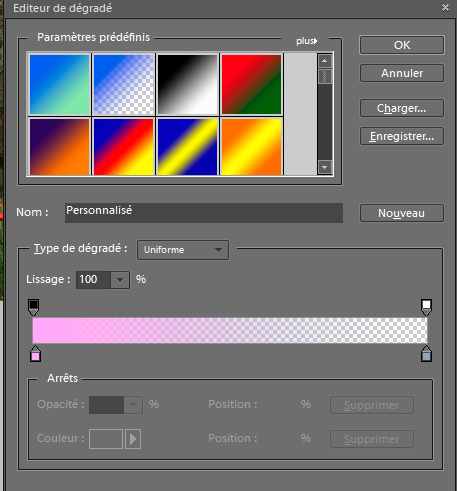 Editeur de dégradé
Paramètres prédéfinis
plus
OK
Annuler
Charger...
Enregistrer...
Nom : Personnalisé
Nouveau
Type de dégradé : Uniforme
Lissage : 100 %
Arrêts
Opacité : % Position : % Supprimer
Couleur : Position : % Supprimer